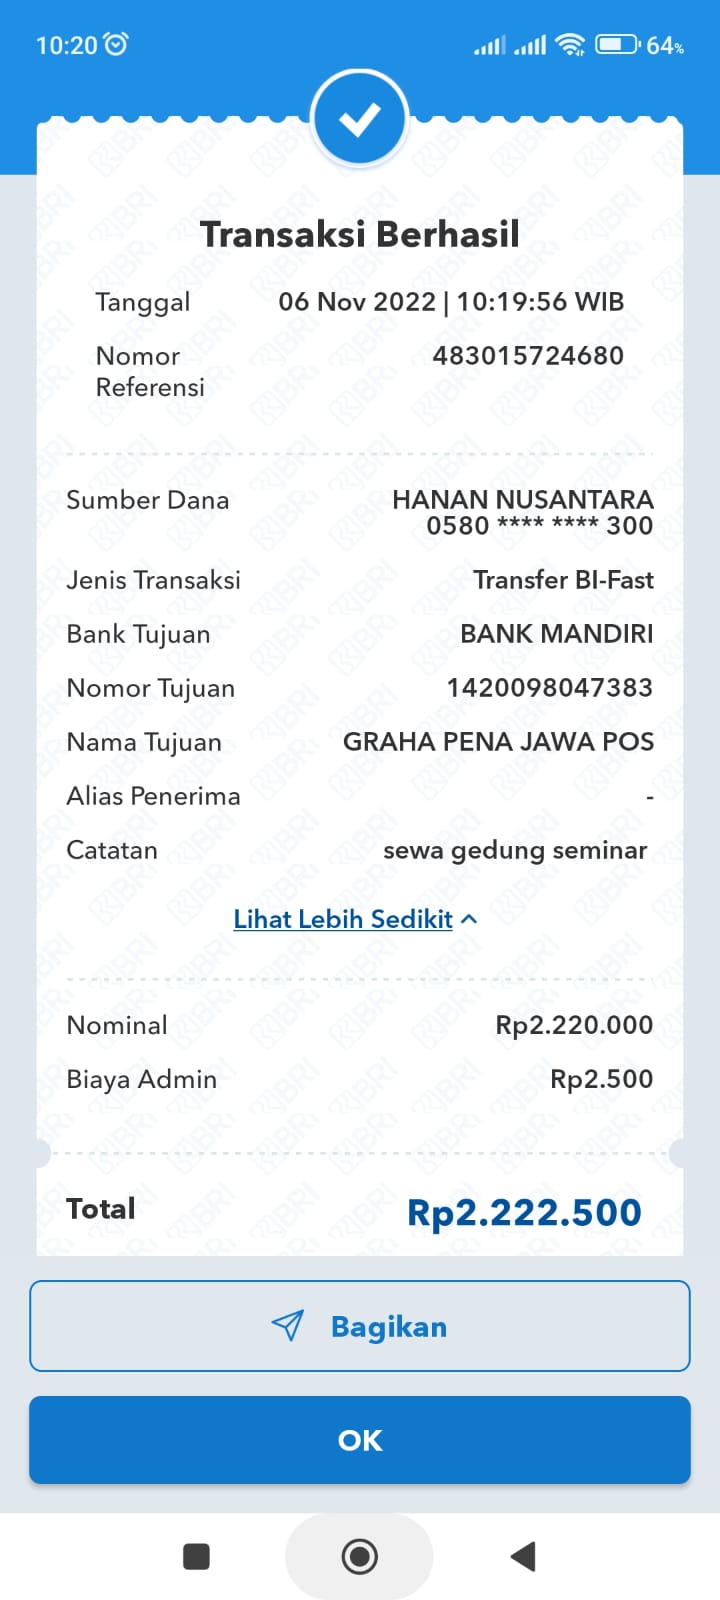 10:20 64%
Transaksi Berhasil
Tanggal 06 Nov 2022 | 10:19:56 WIB
Nomor Referensi 483015724680
Sumber Dana HANAN NUSANTARA
0580 **** **** 300
Jenis Transaksi Transfer BI-Fast
Bank Tujuan BANK MANDIRI
Nomor Tujuan 1420098047383
Nama Tujuan GRAHA PENA JAWA POS
Alias Penerima -
Catatan sewa gedung seminar
Lihat Lebih Sedikit
Nominal Rp2.220.000
Biaya Admin Rp2.500
Total Rp2.222.500
Bagikan
OK